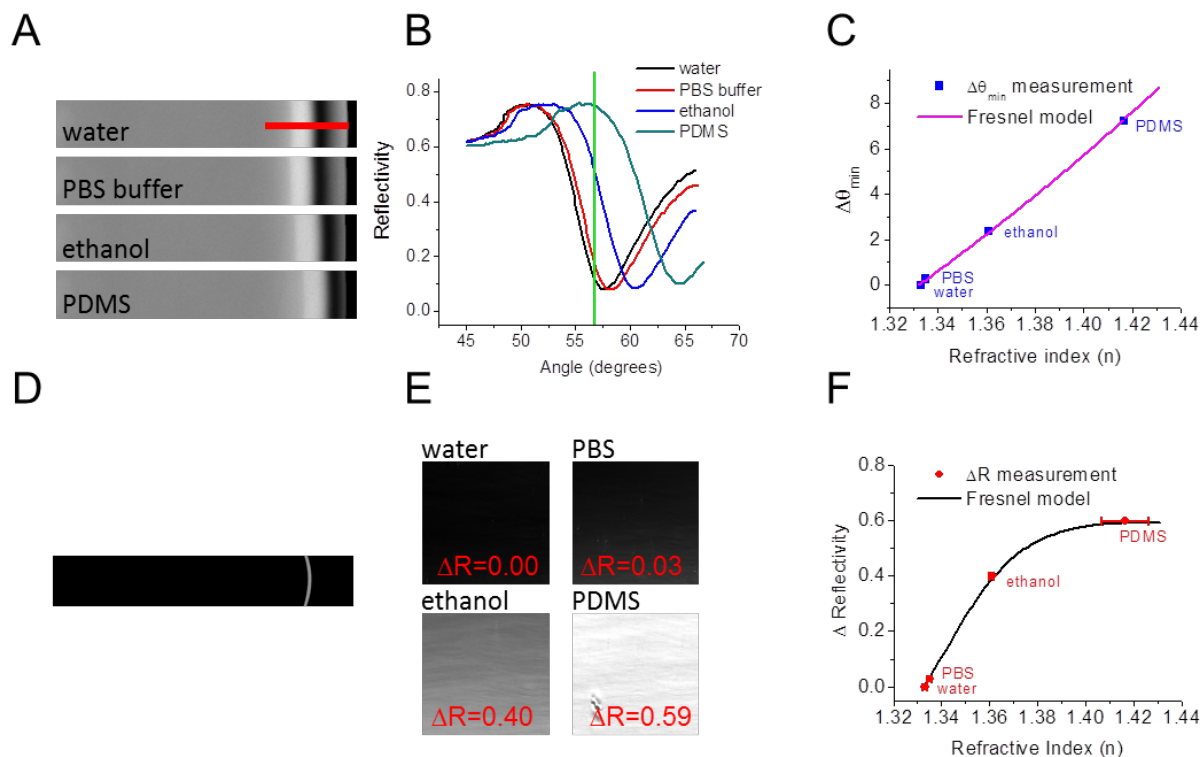 A
water
PBS buffer
ethanol
PDMS
B
water
PBS buffer
ethanol
PDMS
Reflectivity
0.8
0.6
0.4
0.2
0.0
45 50 55 60 65 70
Angle (degrees)
C
Δθmin measurement
Fresnel model
Δθmin
8
6
4
2
0
PDMS
ethanol
PBS
water
1.32 1.34 1.36 1.38 1.40 1.42 1.44
Refractive index (n)
D
E
water
ΔR=0.00
PBS
ΔR=0.03
ethanol
ΔR=0.40
PDMS
ΔR=0.59
F
ΔR measurement
Fresnel model
Δ Reflectivity
0.8
0.6
0.4
0.2
0.0
PDMS
ethanol
PBS
water
1.32 1.34 1.36 1.38 1.40 1.42 1.44
Refractive Index (n)